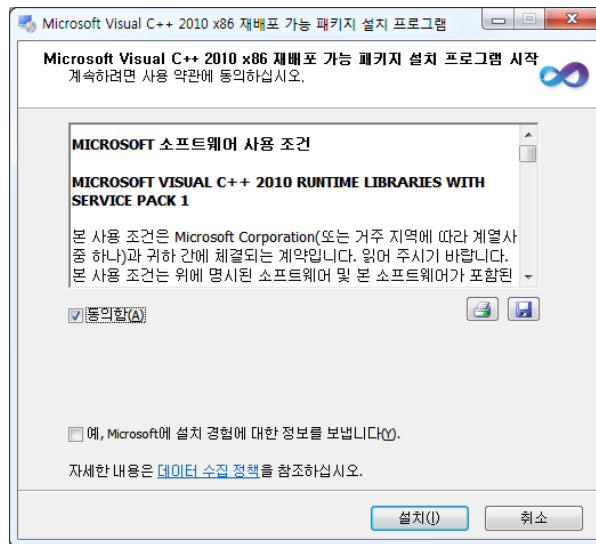 Microsoft Visual C++ 2010 x86 재배포 가능 패키지 설치 프로그램
Microsoft Visual C++ 2010 x86 재배포 가능 패키지 설치 프로그램 시작
계속하려면 사용 약관에 동의하십시오.
MICROSOFT 소프트웨어 사용 조건
MICROSOFT VISUAL C++ 2010 RUNTIME LIBRARIES WITH
SERVICE PACK 1
본 사용 조건은 Microsoft Corporation(또는 거주 지역에 따라 계열사
중 하나)과 귀하 간에 체결되는 계약입니다. 읽어 주시기 바랍니다.
본 사용 조건은 위에 명시된 소프트웨어 및 본 소프트웨어가 포함된
동의함(A)
예, Microsoft에 설치 경험에 대한 정보를 보냅니다(Y).
자세한 내용은 데이터 수집 정책을 참조하십시오.
설치(I) 취소